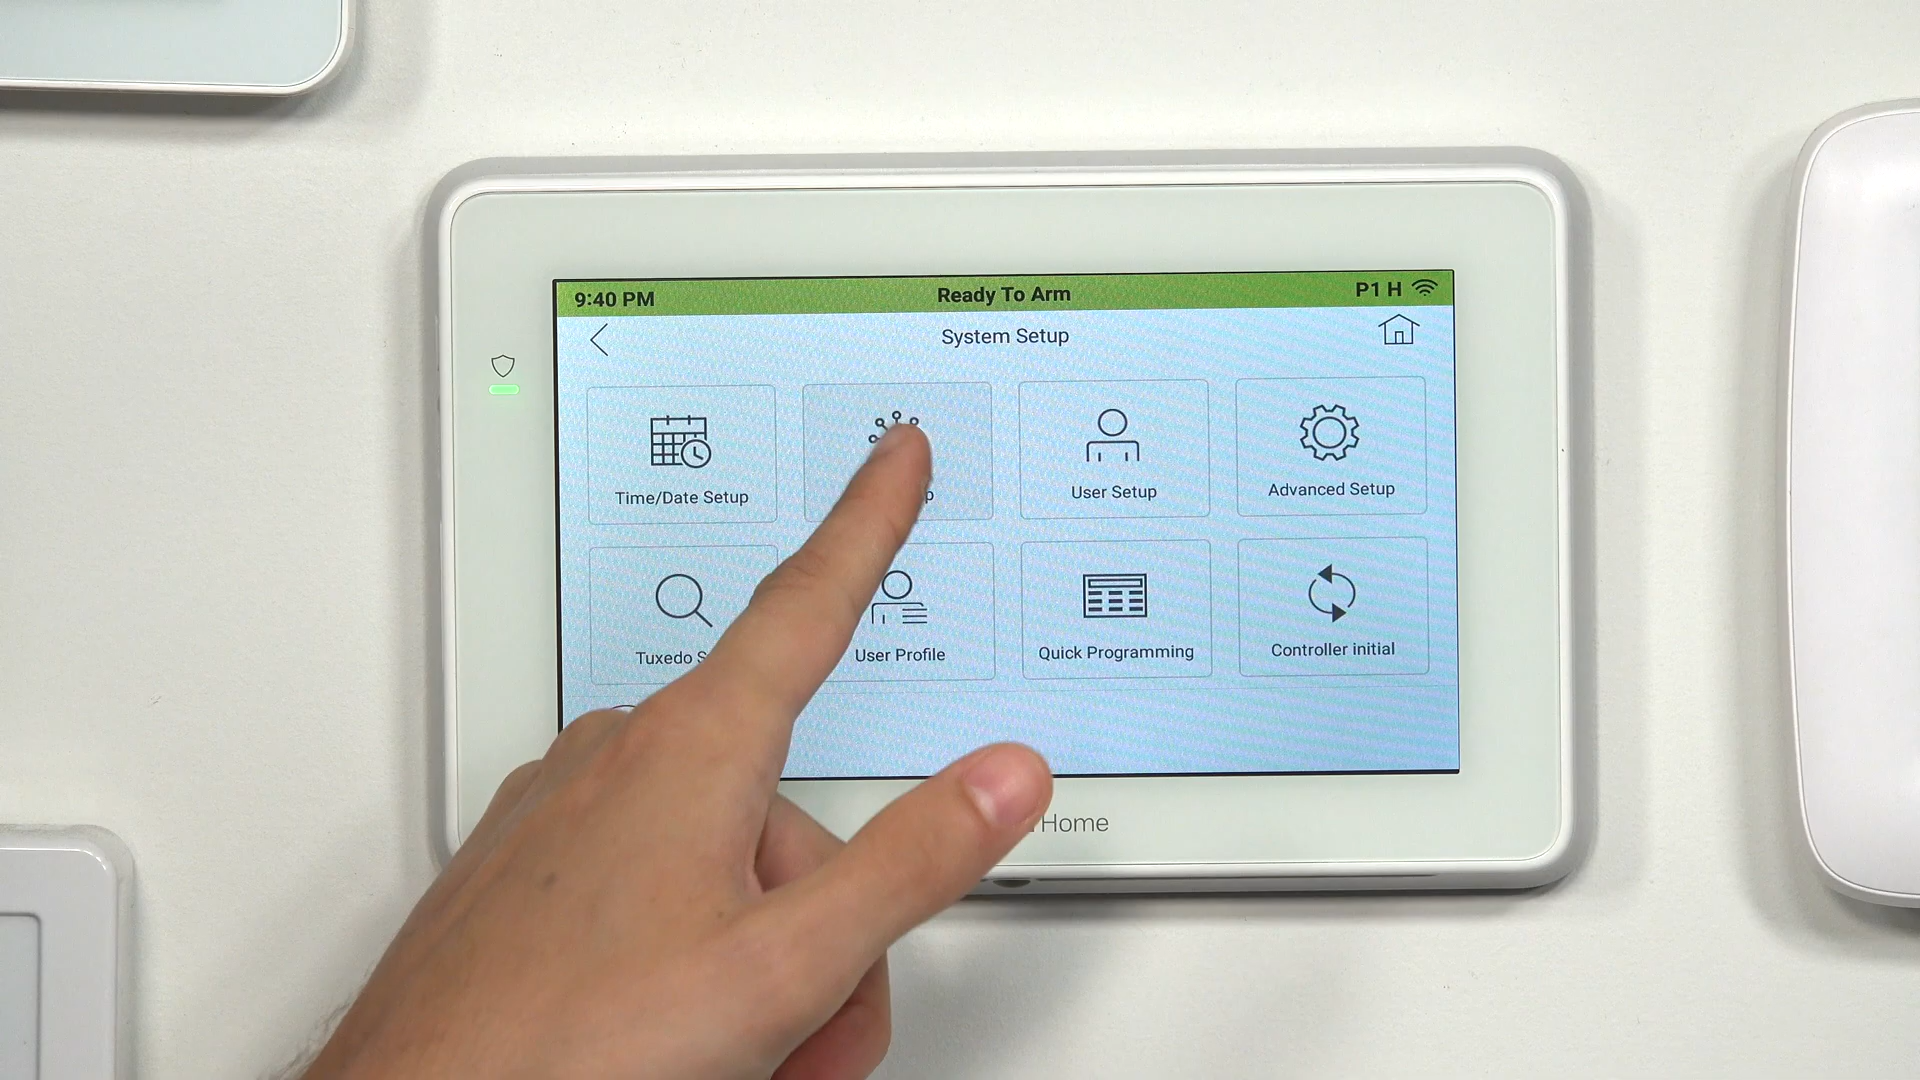 9:40 PM
Ready To Arm
P1 H
System Setup
Time/Date Setup
User Setup
Advanced Setup
Tuxedo
User Profile
Quick Programming
Controller initial
Home